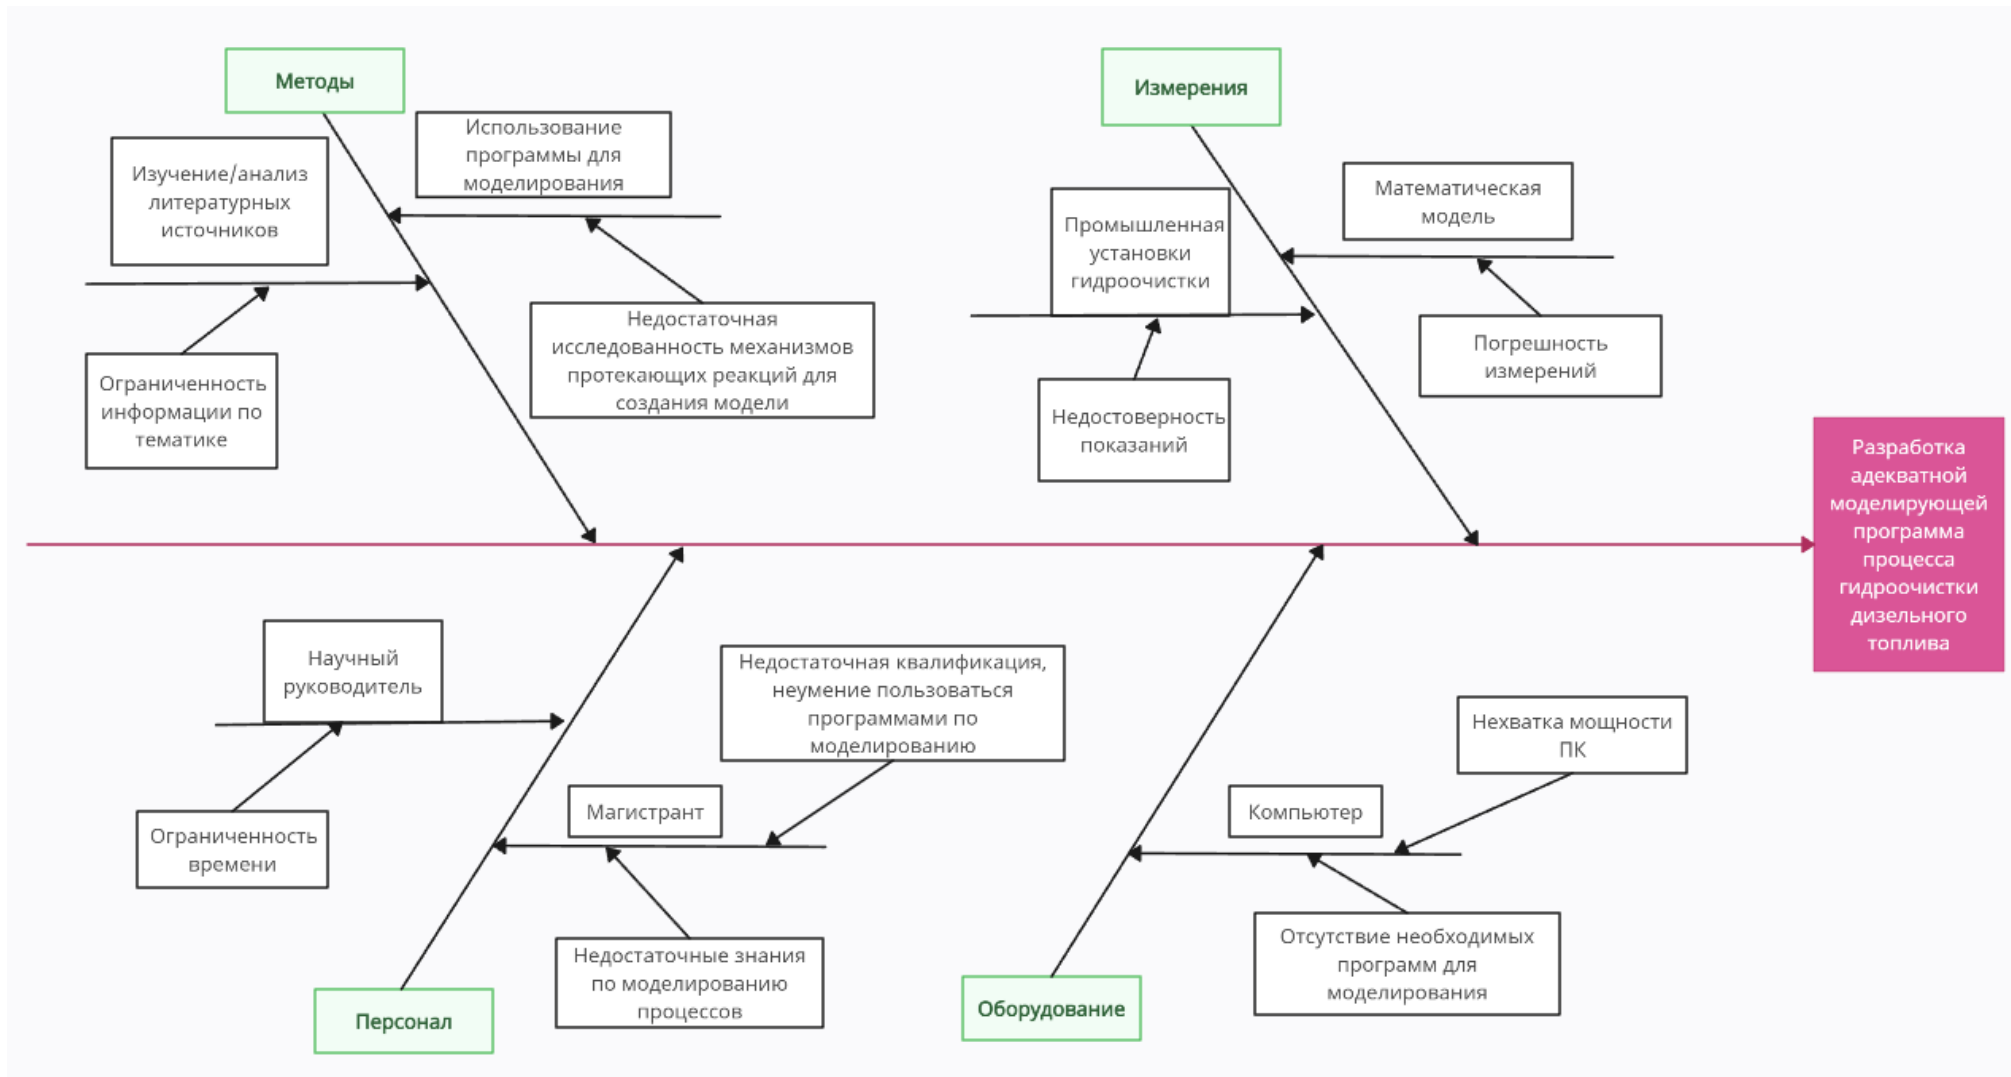 Методы
Измерения
Использование
программы для
моделирования
Изучение/анализ
литературных
источников
Математическая
модель
Промышленная
установки
гидроочистки
Недостаточная
исследованность механизмов
протекающих реакций для
создания модели
Погрешность
измерений
Ограниченность
информации по
тематике
Недостоверность
показаний
Разработка
адекватной
моделирующей
программа
процесса
гидроочистки
дизельного
топлива
Научный
руководитель
Недостаточная квалификация,
неумение пользоваться
программами по
моделированию
Нехватка мощности
ПК
Магистрант
Компьютер
Ограниченность
времени
Недостаточные знания
по моделированию
процессов
Отсутствие необходимых
программ для
моделирования
Персонал
Оборудование